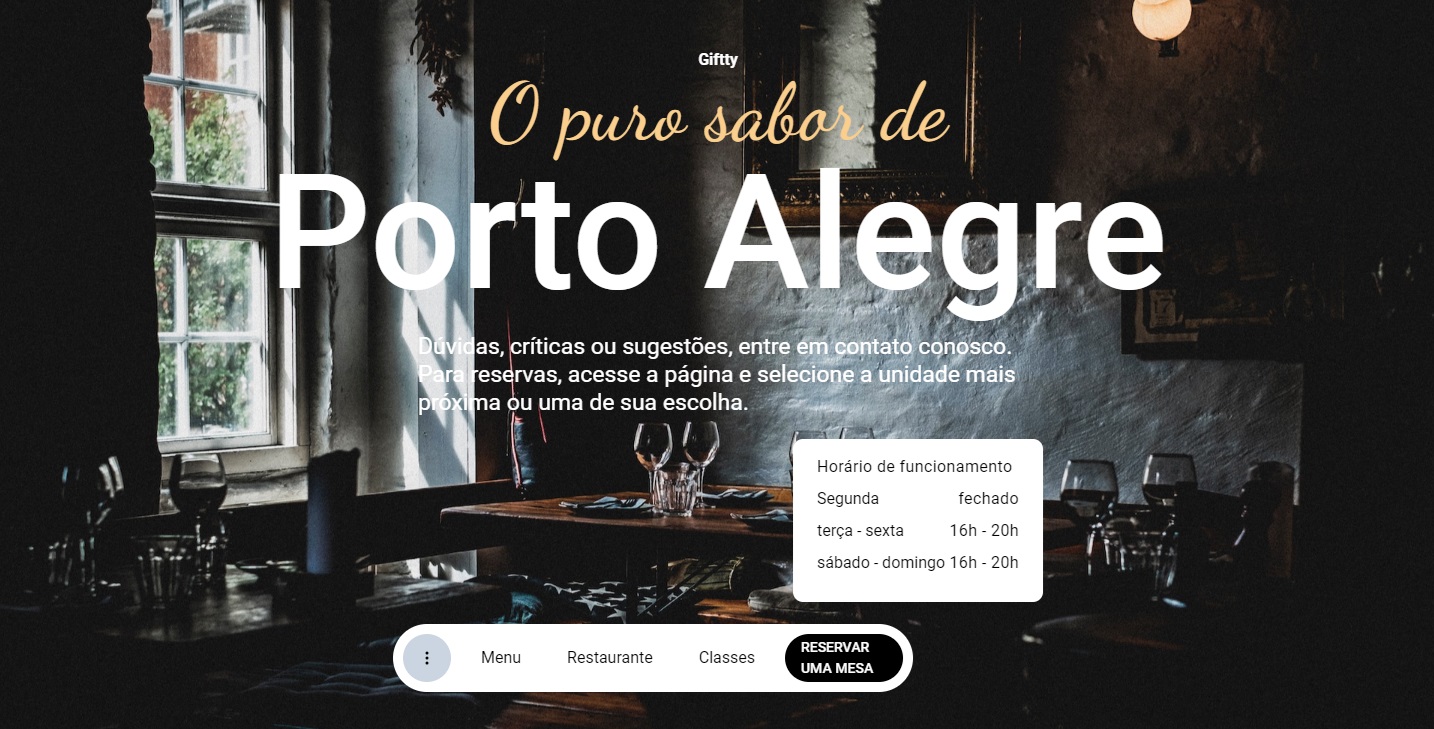 Giftty
O puro sabor de
Porto Alegre
Dúvidas, críticas ou sugestões, entre em contato conosco.
Para reservas, acesse a página e selecione a unidade mais
próxima ou uma de sua escolha.
Horário de funcionamento
Segunda fechado
terça - sexta 16h - 20h
sábado - domingo 16h - 20h
Menu Restaurante Classes RESERVAR
UMA MESA